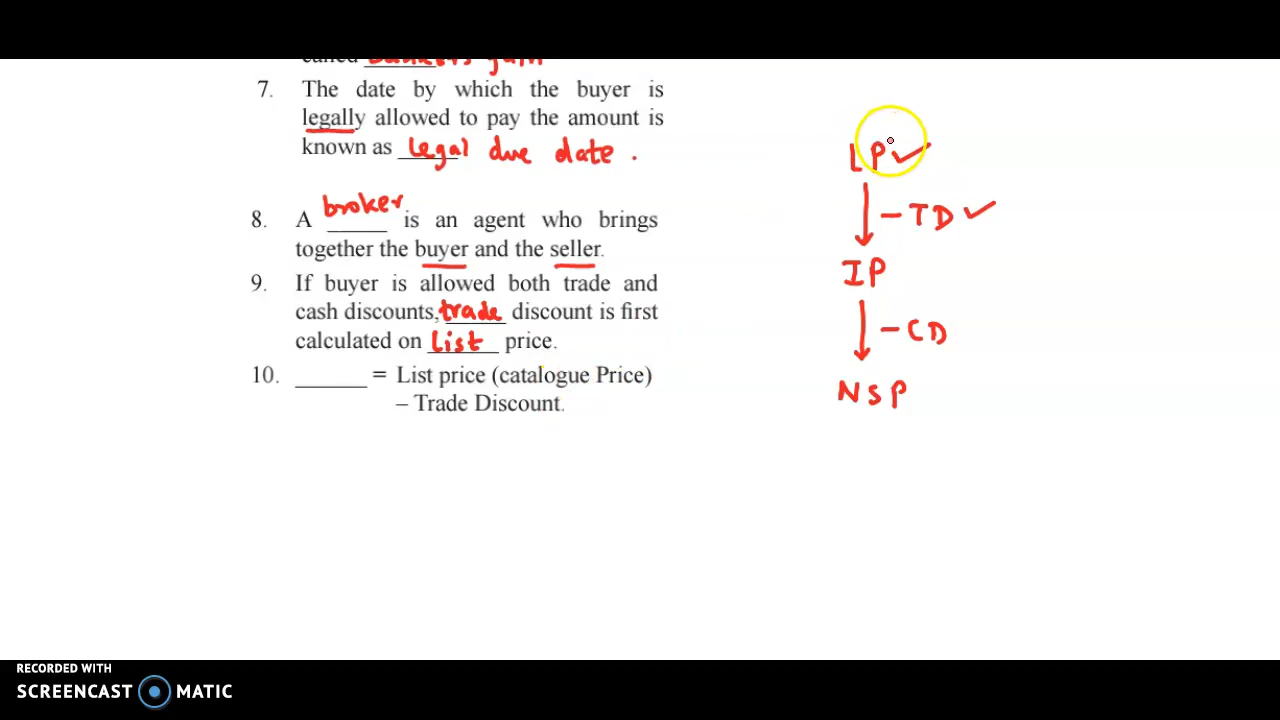 called bankers gain
7. The date by which the buyer is
legally allowed to pay the amount is
known as legal due date.
8. A broker is an agent who brings
together the buyer and the seller.
9. If buyer is allowed both trade and
cash discounts, trade discount is first
calculated on list price.
10. ______ = List price (catalogue Price)
– Trade Discount.
LP
– TD
IP
– CD
NSP
RECORDED WITH
SCREENCAST MATIC